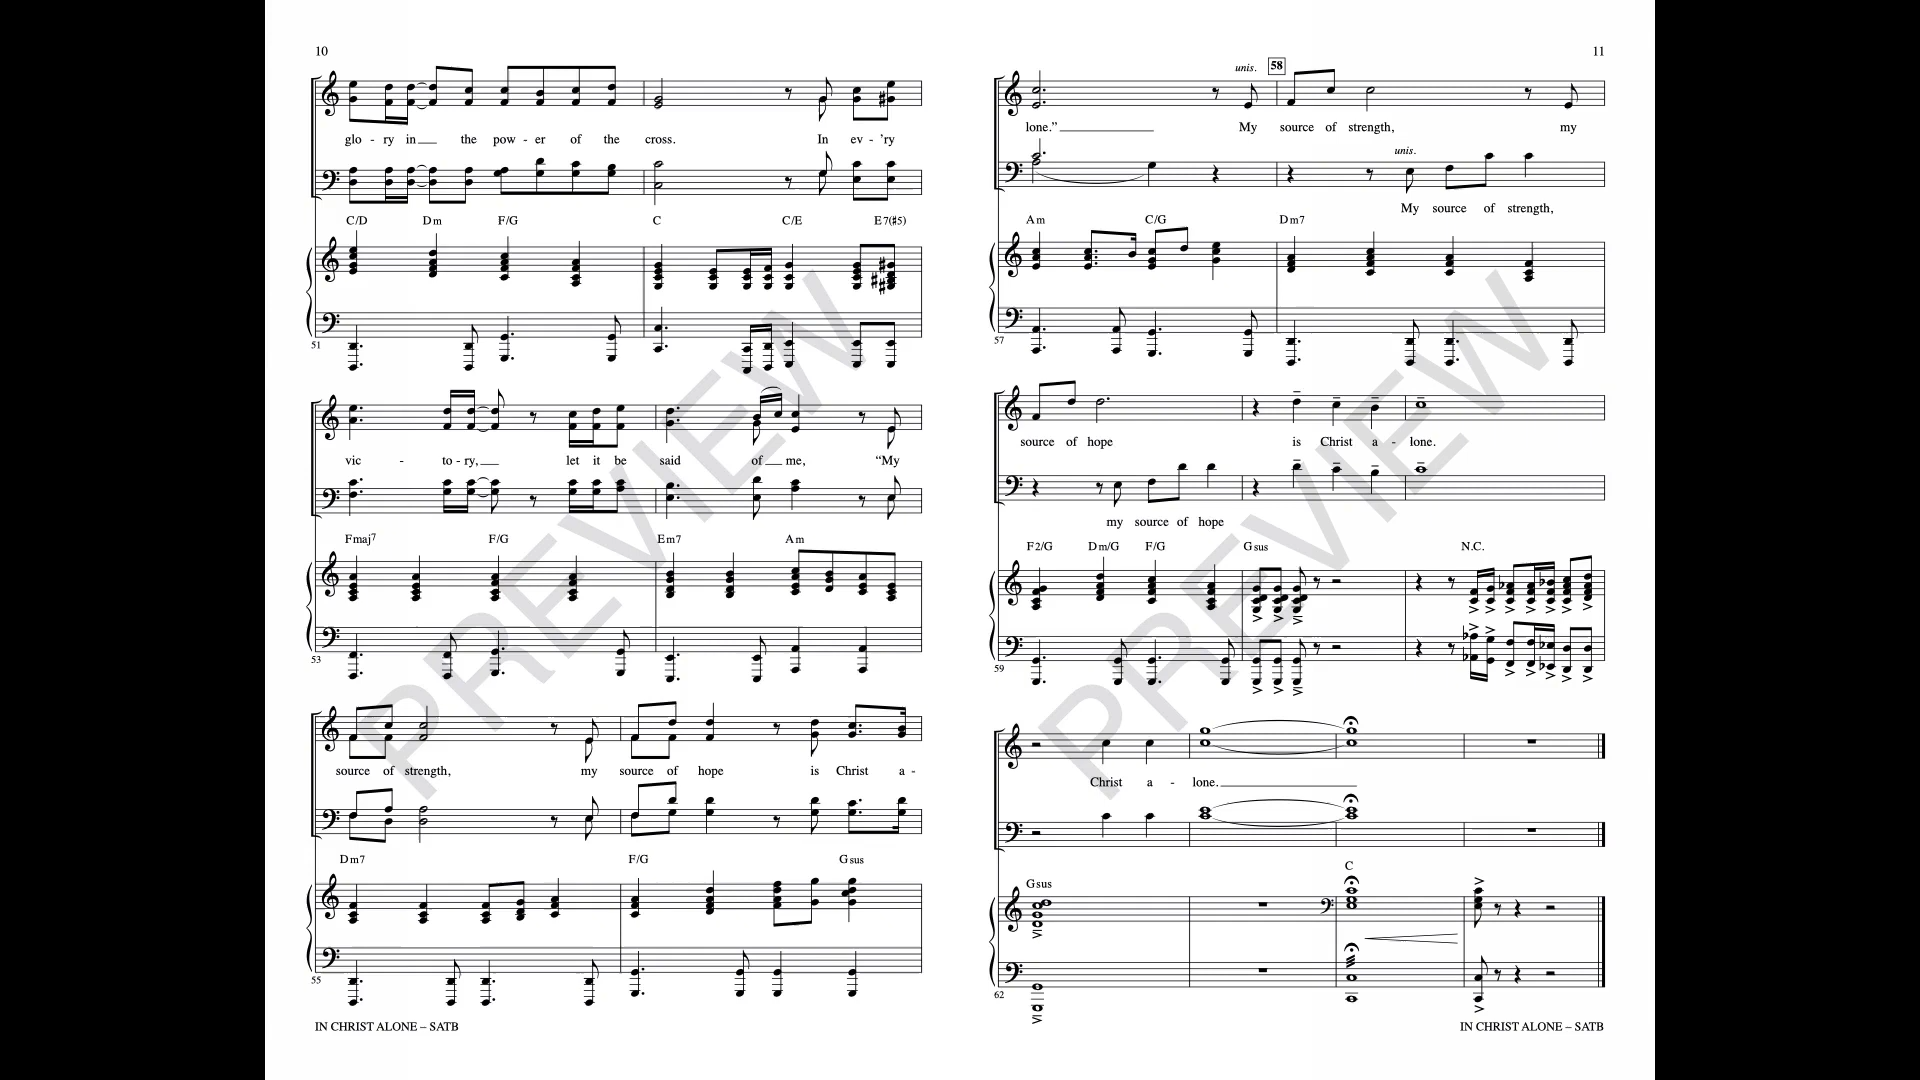 10
glo - ry in the pow - er of the cross. In ev - 'ry
C/D Dm F/G C C/E E7(♯5)
51
vic - to - ry, let it be said of me, “My
Fmaj7 F/G Em7 Am
53
source of strength, my source of hope is Christ a -
Dm7 F/G Gsus
55
IN CHRIST ALONE – SATB
11
unis. 58
lone.” My source of strength, my
unis.
My source of strength,
Am C/G Dm7
57
source of hope is Christ a - lone.
my source of hope
F2/G Dm/G F/G Gsus N.C.
59
Christ a - lone.
C
Gsus
62
IN CHRIST ALONE – SATB
PREVIEW
PREVIEW